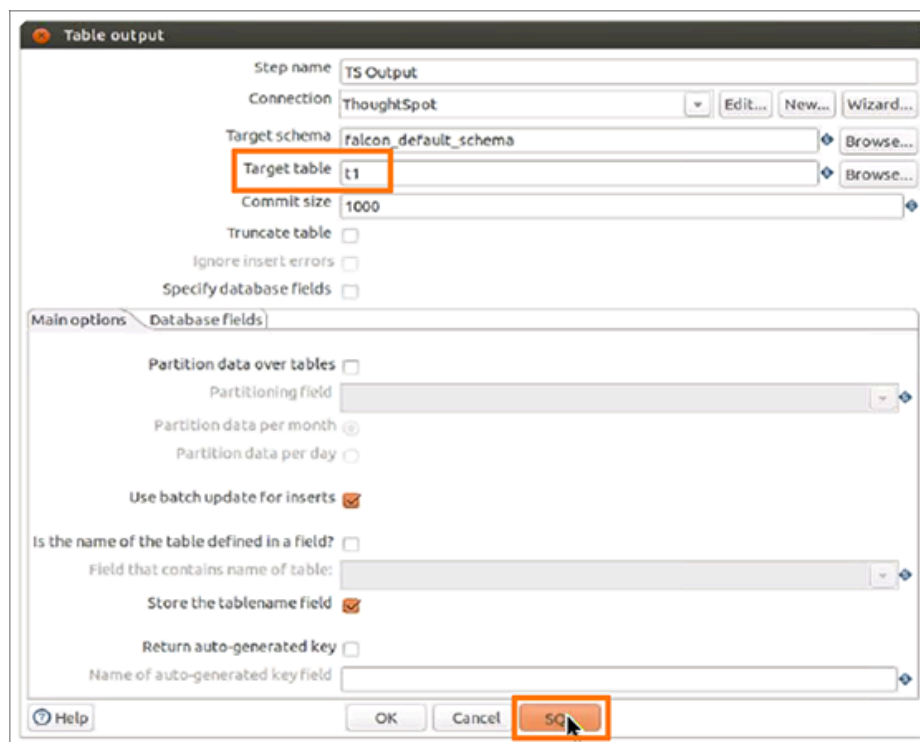 Table output
Step name TS Output
Connection ThoughtSpot Edit... New... Wizard...
Target schema falcon_default_schema Browse...
Target table t1 Browse...
Commit size 1000
Truncate table
Ignore insert errors
Specify database fields
Main options Database fields
Partition data over tables
Partitioning field
Partition data per month
Partition data per day
Use batch update for inserts
Is the name of the table defined in a field?
Field that contains name of table:
Store the tablename field
Return auto-generated key
Name of auto-generated key field
Help OK Cancel